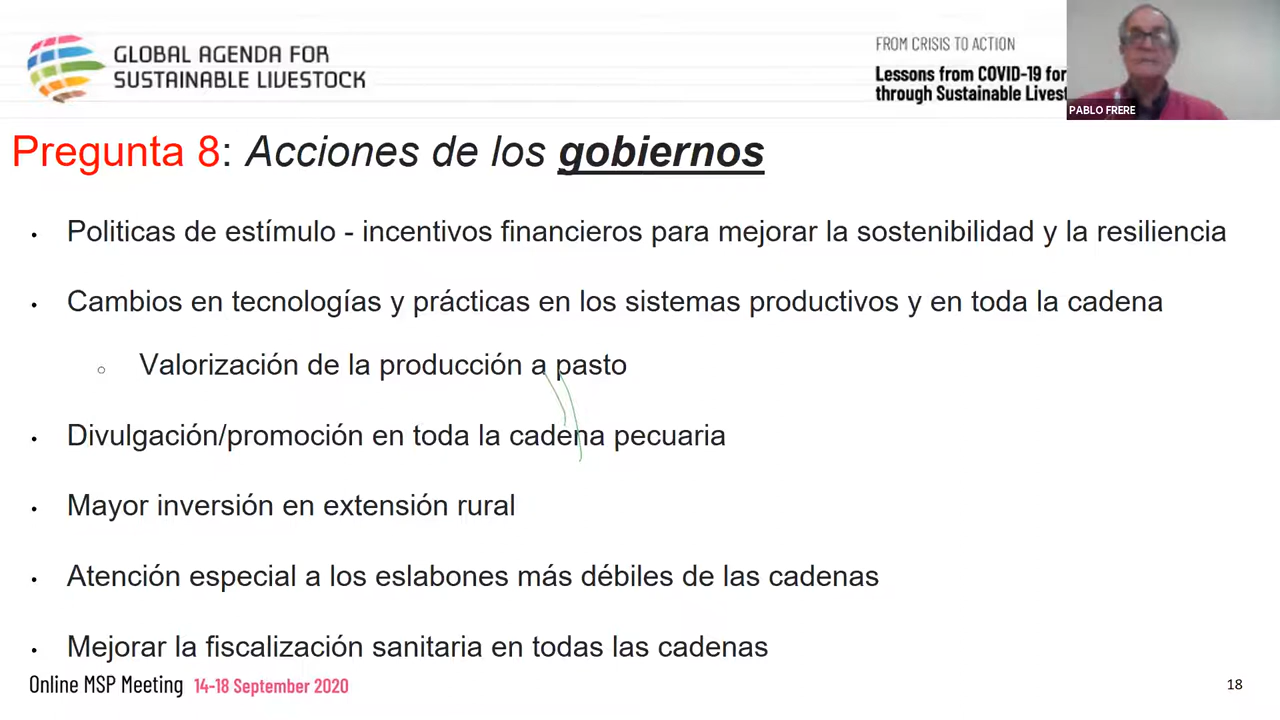 GLOBAL AGENDA FOR
SUSTAINABLE LIVESTOCK
FROM CRISIS TO ACTION
Lessons from COVID-19 for
through Sustainable
PABLO FRERE
Pregunta 8: Acciones de los gobiernos
• Politicas de estímulo - incentivos financieros para mejorar la sostenibilidad y la resiliencia
• Cambios en tecnologías y prácticas en los sistemas productivos y en toda la cadena
○ Valorización de la producción a pasto
• Divulgación/promoción en toda la cadena pecuaria
• Mayor inversión en extensión rural
• Atención especial a los eslabones más débiles de las cadenas
• Mejorar la fiscalización sanitaria en todas las cadenas
Online MSP Meeting 14-18 September 2020
18